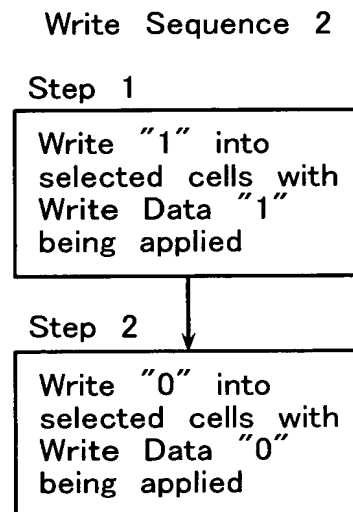 Write Sequence 2
Step 1
Write "1" into
selected cells with
Write Data "1"
being applied
Step 2
Write "0" into
selected cells with
Write Data "0"
being applied